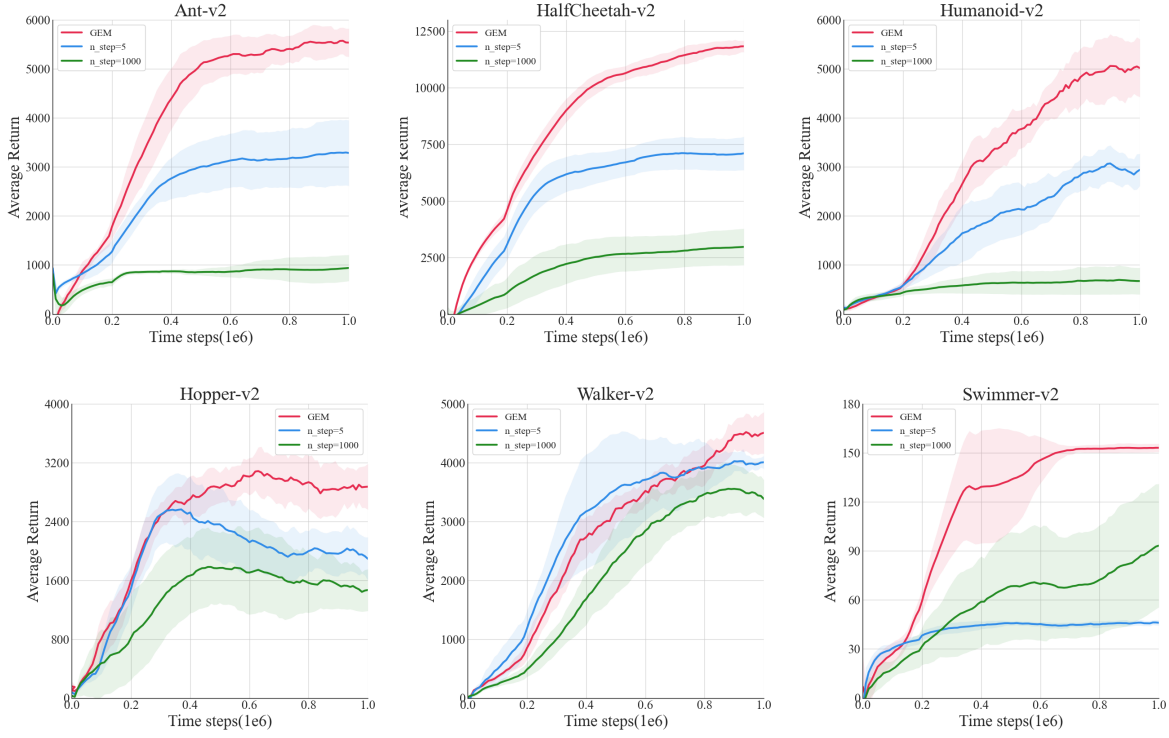 Ant-v2
GEM
n_step=5
n_step=1000
Average Return
6000
5000
4000
3000
2000
1000
0
0.0 0.2 0.4 0.6 0.8 1.0
Time steps(1e6)
HalfCheetah-v2
GEM
n_step=5
n_step=1000
Average Return
12500
10000
7500
5000
2500
0
0.0 0.2 0.4 0.6 0.8 1.0
Time steps(1e6)
Humanoid-v2
GEM
n_step=5
n_step=1000
Average Return
6000
5000
4000
3000
2000
1000
0
0.0 0.2 0.4 0.6 0.8 1.0
Time steps(1e6)
Hopper-v2
GEM
n_step=5
n_step=1000
Average Return
4000
3200
2400
1600
800
0
0.0 0.2 0.4 0.6 0.8 1.0
Time steps(1e6)
Walker-v2
GEM
n_step=5
n_step=1000
Average Return
5000
4000
3000
2000
1000
0
0.0 0.2 0.4 0.6 0.8 1.0
Time steps(1e6)
Swimmer-v2
GEM
n_step=5
n_step=1000
Average Return
180
150
120
90
60
30
0
0.0 0.2 0.4 0.6 0.8 1.0
Time steps(1e6)